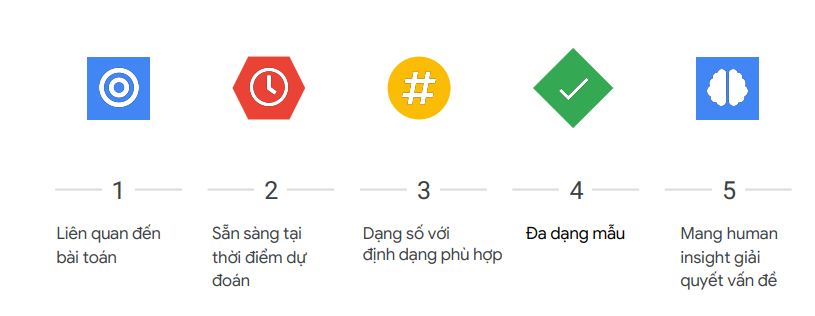 #
1
Liên quan đến
bài toán
2
Sẵn sàng tại
thời điểm dự
đoán
3
Dạng số với
định dạng phù hợp
4
Đa dạng mẫu
5
Mang human
insight giải
quyết vấn đề